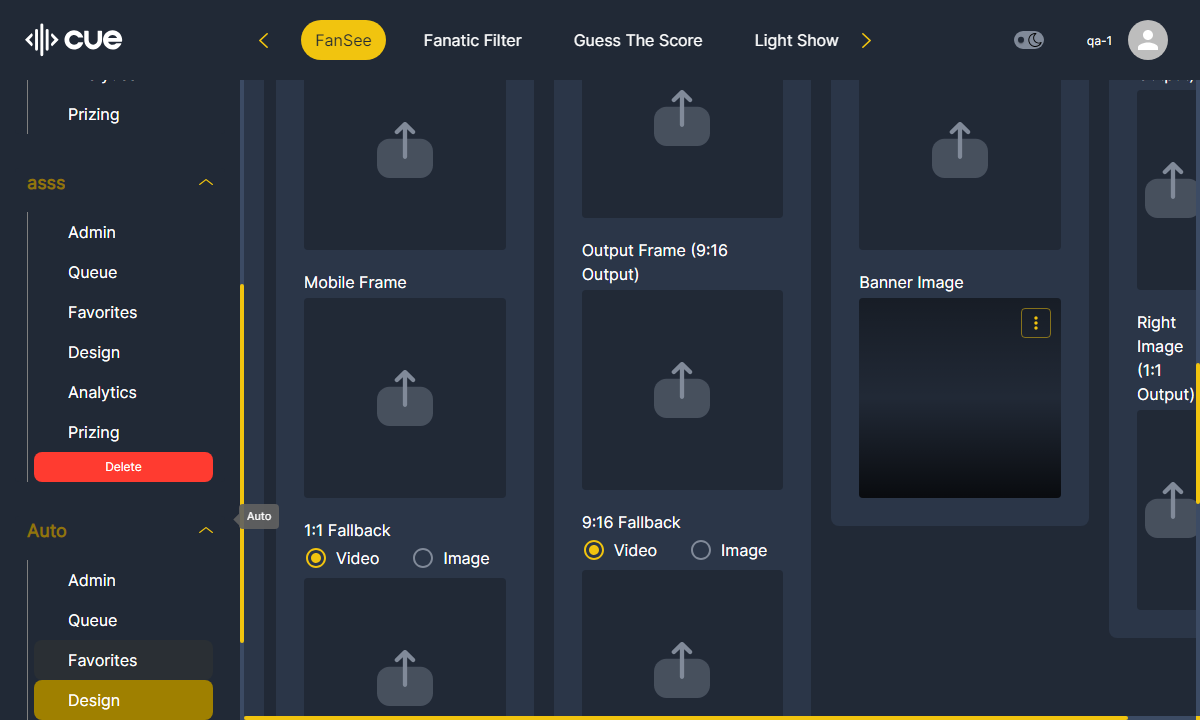 cue
FanSee
Fanatic Filter
Guess The Score
Light Show
qa-1
Prizing
asss
Admin
Queue
Favorites
Design
Analytics
Prizing
Delete
Auto
Admin
Queue
Favorites
Design
Auto
Mobile Frame
1:1 Fallback
Video
Image
Output Frame (9:16
Output)
9:16 Fallback
Video
Image
Banner Image
Right
Image
(1:1
Output)